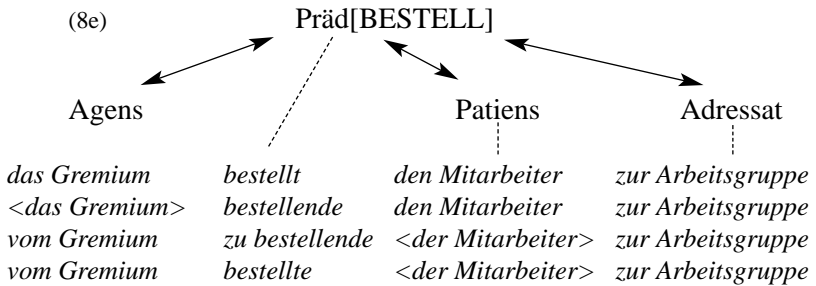 (8e) Präd[BESTELL]
Agens Patiens Adressat
das Gremium bestellt den Mitarbeiter zur Arbeitsgruppe
<das Gremium> bestellende den Mitarbeiter zur Arbeitsgruppe
vom Gremium zu bestellende <der Mitarbeiter> zur Arbeitsgruppe
vom Gremium bestellte <der Mitarbeiter> zur Arbeitsgruppe